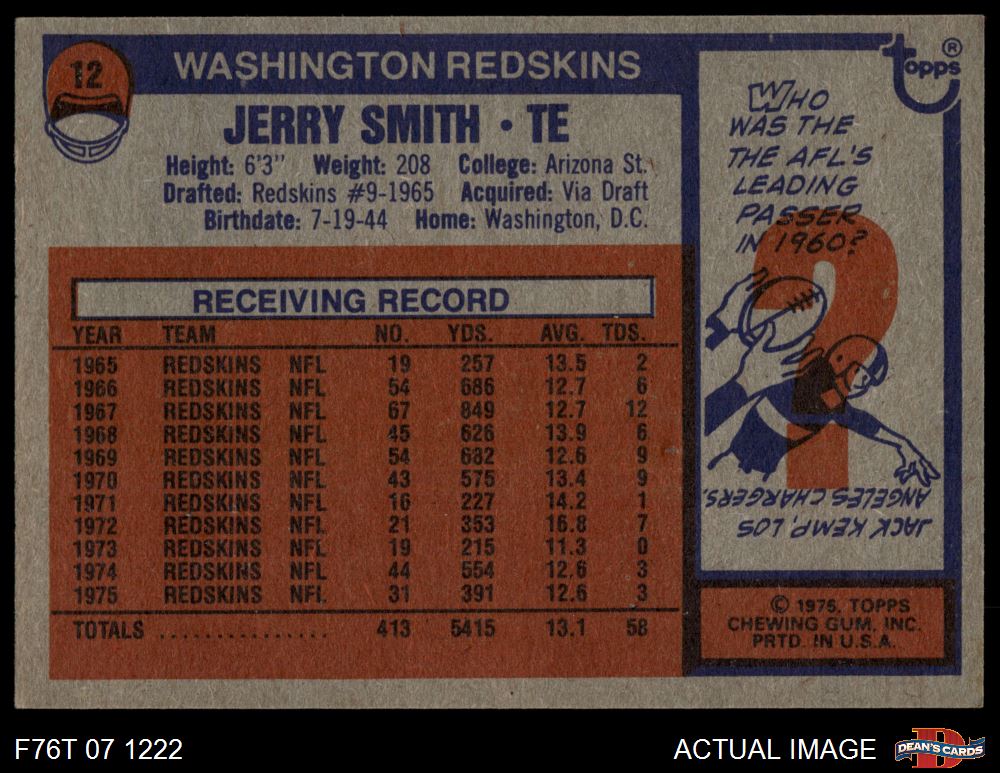 12
WASHINGTON REDSKINS
JERRY SMITH • TE
Height: 6'3" Weight: 208 College: Arizona St.
Drafted: Redskins #9-1965 Acquired: Via Draft
Birthdate: 7-19-44 Home: Washington, D.C.
RECEIVING RECORD
YEAR TEAM NO. YDS. AVG. TDS.
1965 REDSKINS NFL 19 257 13.5 2
1966 REDSKINS NFL 54 686 12.7 6
1967 REDSKINS NFL 67 849 12.7 12
1968 REDSKINS NFL 45 626 13.9 6
1969 REDSKINS NFL 54 682 12.6 9
1970 REDSKINS NFL 43 575 13.4 9
1971 REDSKINS NFL 16 227 14.2 1
1972 REDSKINS NFL 21 353 16.8 7
1973 REDSKINS NFL 19 215 11.3 0
1974 REDSKINS NFL 44 554 12.6 3
1975 REDSKINS NFL 31 391 12.6 3
TOTALS ................ 413 5415 13.1 58
topps ®
WHO
WAS THE
THE AFL'S
LEADING
PASSER
IN 1960?
?
JACK KEMP, LOS
ANGELES CHARGERS.
© 1976. TOPPS
CHEWING GUM, INC.
PRTD. IN U.S.A.
F76T 07 1222
ACTUAL IMAGE
D
DEAN'S CARDS